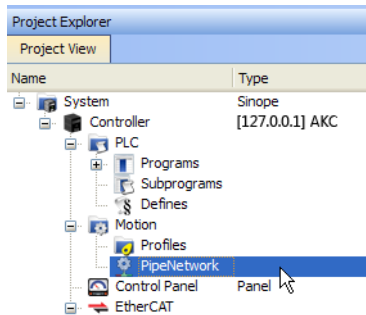 Project Explorer
Project View
Name Type
System Sinope
Controller [127.0.0.1] AKC
PLC
Programs
Subprograms
Defines
Motion
Profiles
PipeNetwork
Control Panel Panel
EtherCAT